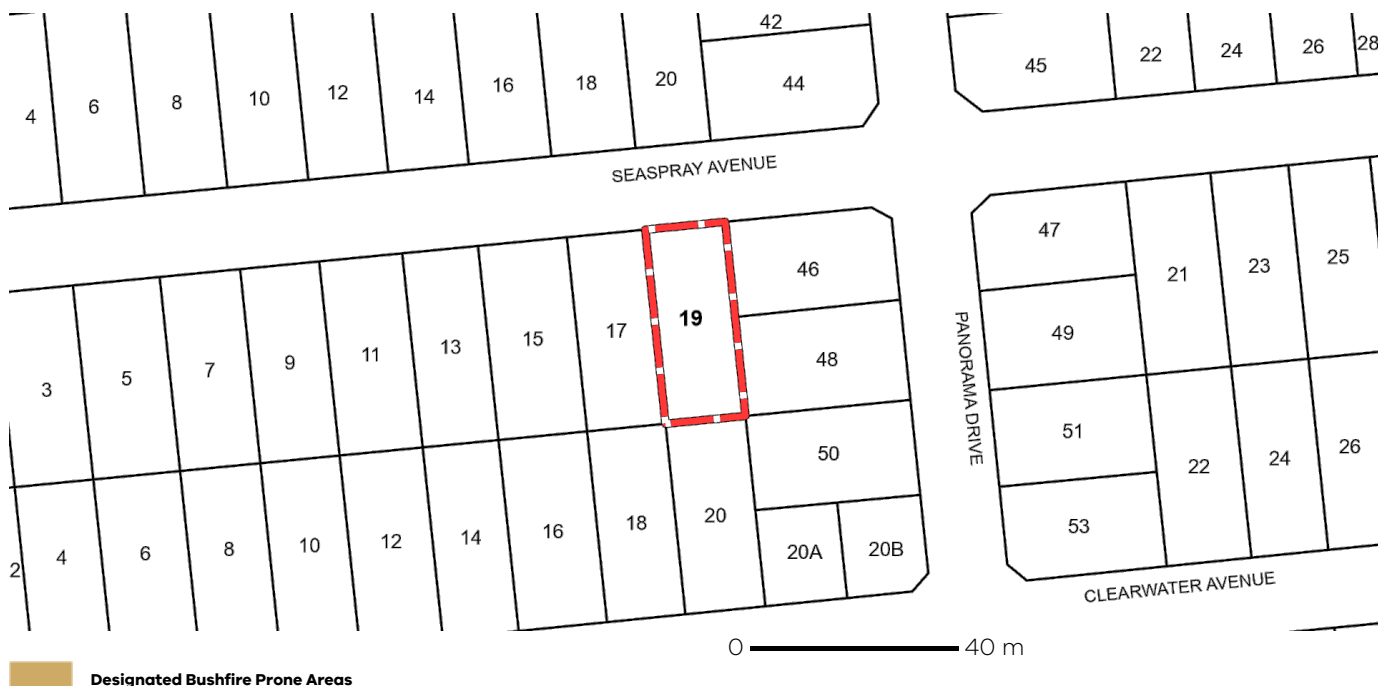 42
4 6 8 10 12 14 16 18 20 44 45 22 24 26 28
SEASPRAY AVENUE
3 5 7 9 11 13 15 17 19 46 47 21 23 25
48 49
PANORAMA DRIVE
50 51
2 4 6 8 10 12 14 16 18 20 20A 20B 53 22 24 26
CLEARWATER AVENUE
0 40 m
Designated Bushfire Prone Areas